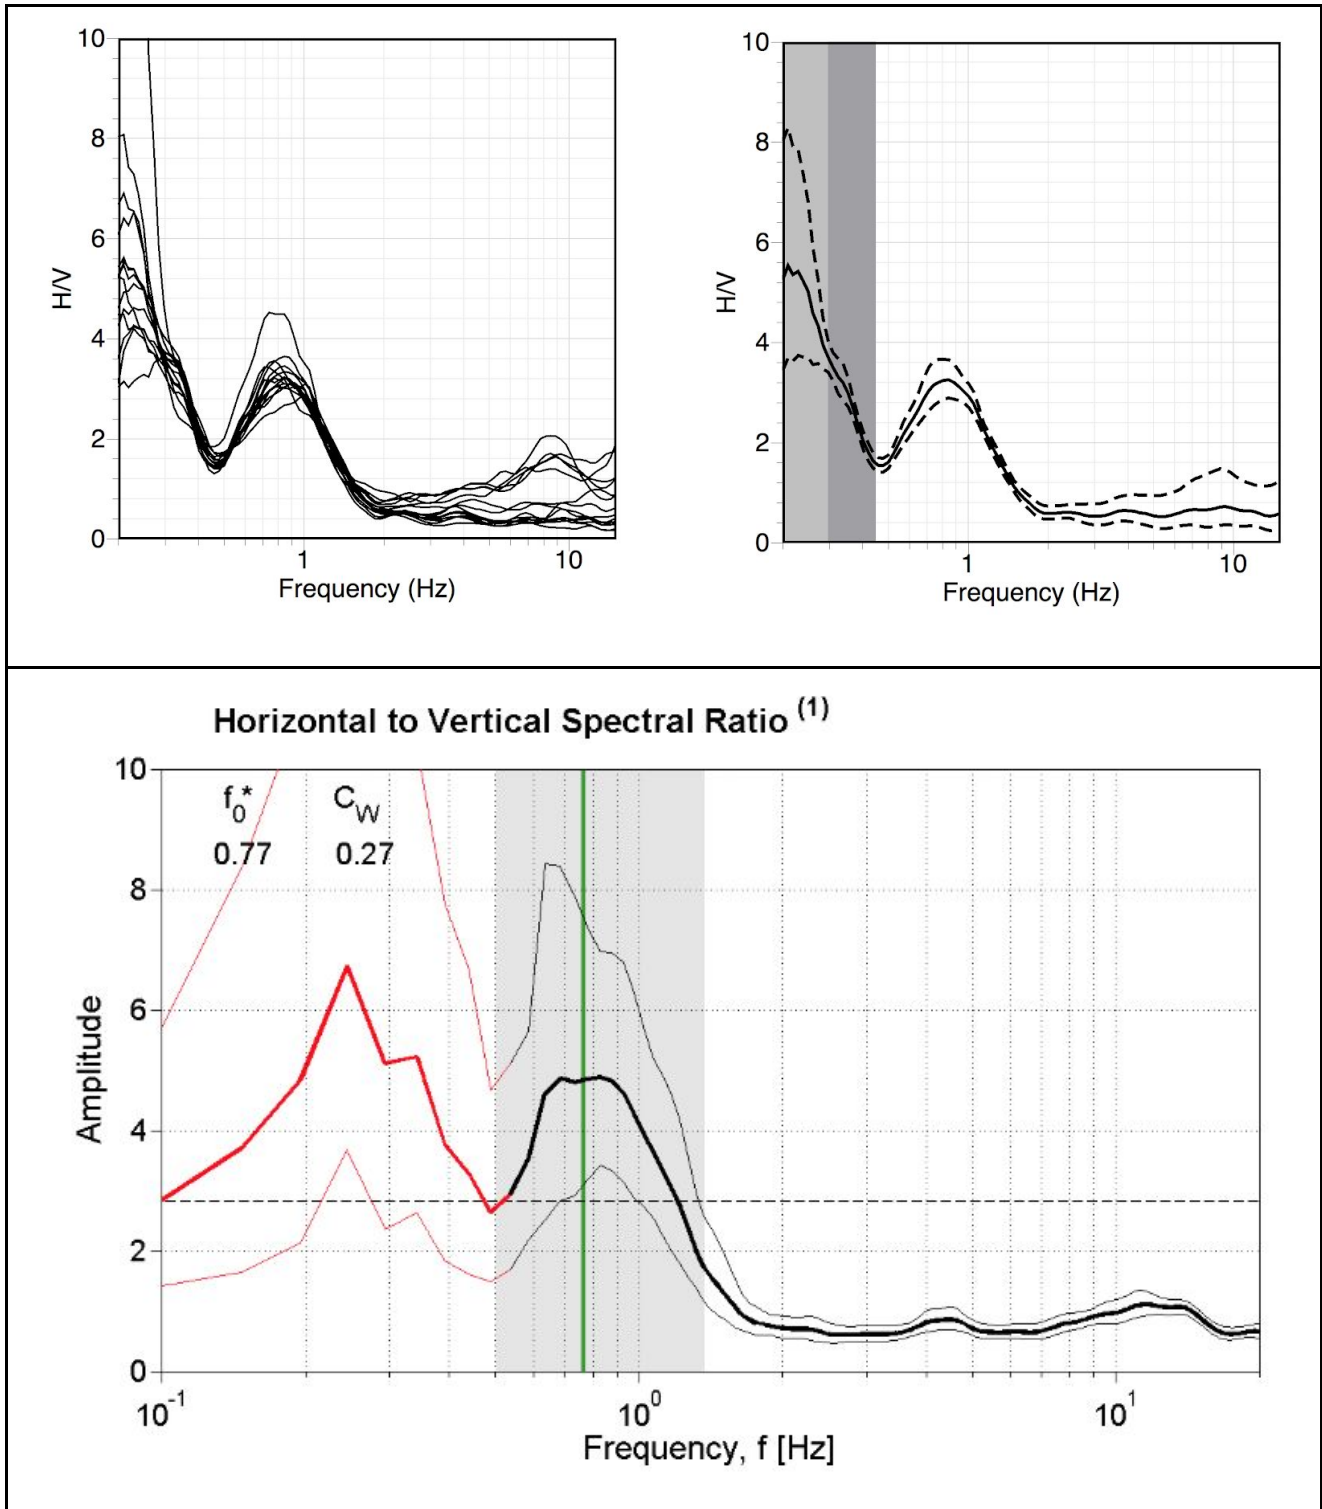 10
8
6
4
2
0
H/V
1
10
Frequency (Hz)
10
8
6
4
2
0
H/V
1
10
Frequency (Hz)
Horizontal to Vertical Spectral Ratio (1)
f0* CW
0.77 0.27
10
8
6
4
2
0
Amplitude
10-1 100 101
Frequency, f [Hz]